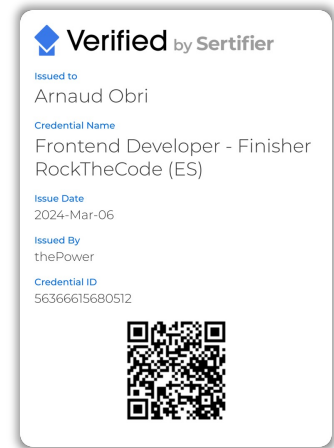 Verified by Sertifier
Issued to
Arnaud Obri
Credential Name
Frontend Developer - Finisher
RockTheCode (ES)
Issue Date
2024-Mar-06
Issued By
thePower
Credential ID
56366615680512